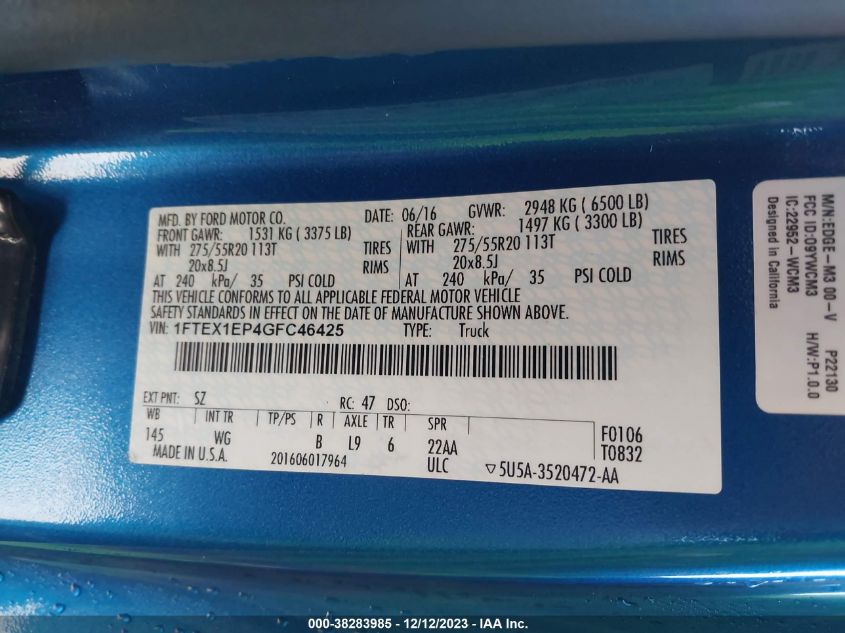 MFD. BY FORD MOTOR CO. DATE: 06/16 GVWR: 2948 KG ( 6500 LB)
FRONT GAWR: 1531 KG ( 3375 LB) REAR GAWR: 1497 KG ( 3300 LB)
WITH 275/55R20 113T TIRES WITH 275/55R20 113T TIRES
20x8.5J RIMS 20x8.5J RIMS
AT 240 kPa/ 35 PSI COLD AT 240 kPa/ 35 PSI COLD
THIS VEHICLE CONFORMS TO ALL APPLICABLE FEDERAL MOTOR VEHICLE
SAFETY STANDARDS IN EFFECT ON THE DATE OF MANUFACTURE SHOWN ABOVE.
VIN: 1FTEX1EP4GFC46425 TYPE: Truck
EXT PNT: SZ RC: 47 DSO:
WB INT TR TP/PS R AXLE TR SPR
145 WG B L9 6 22AA F0106
MADE IN U.S.A. 201606017964 ULC ▽5U5A-3520472-AA T0832
M/N:EDGE-M3 00-V P22130
FCC ID:09YWCM3 H/W:P1.0.0
IC:22952-WCM3
Designed in California
000-38283985 - 12/12/2023 - IAA Inc.